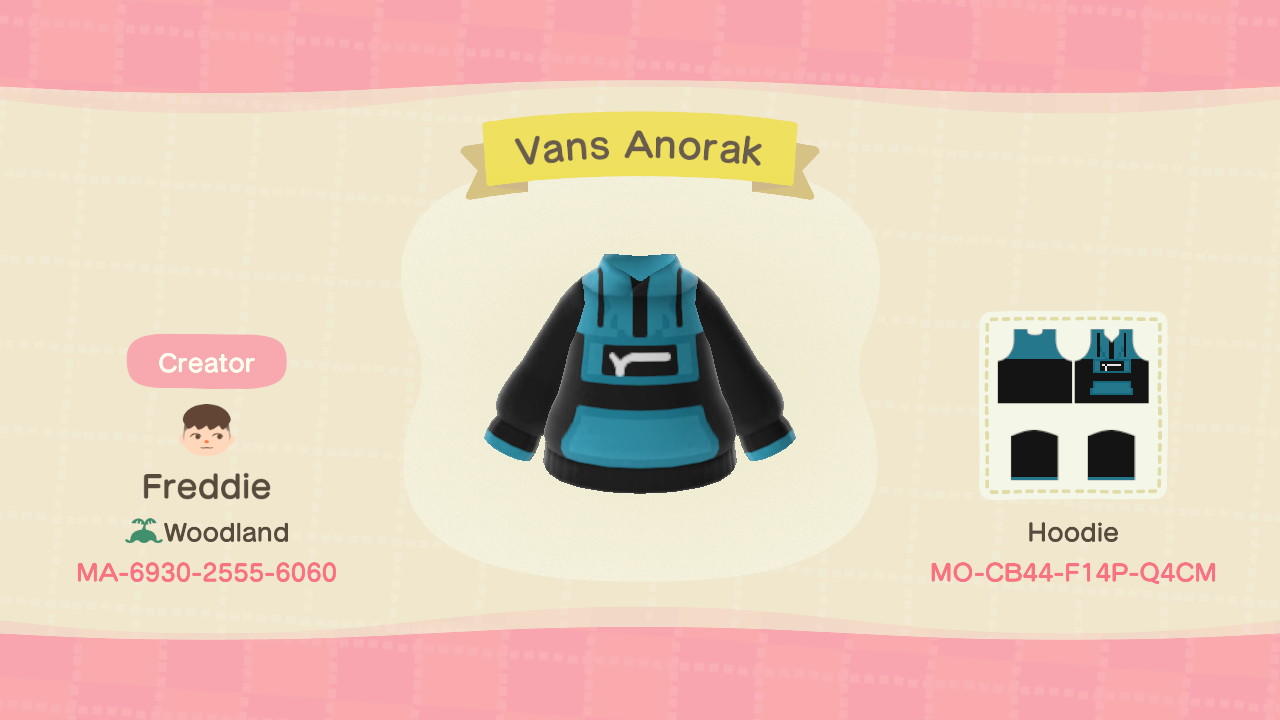 Vans Anorak
Creator
Freddie
Woodland
MA-6930-2555-6060
Hoodie
MO-CB44-F14P-Q4CM